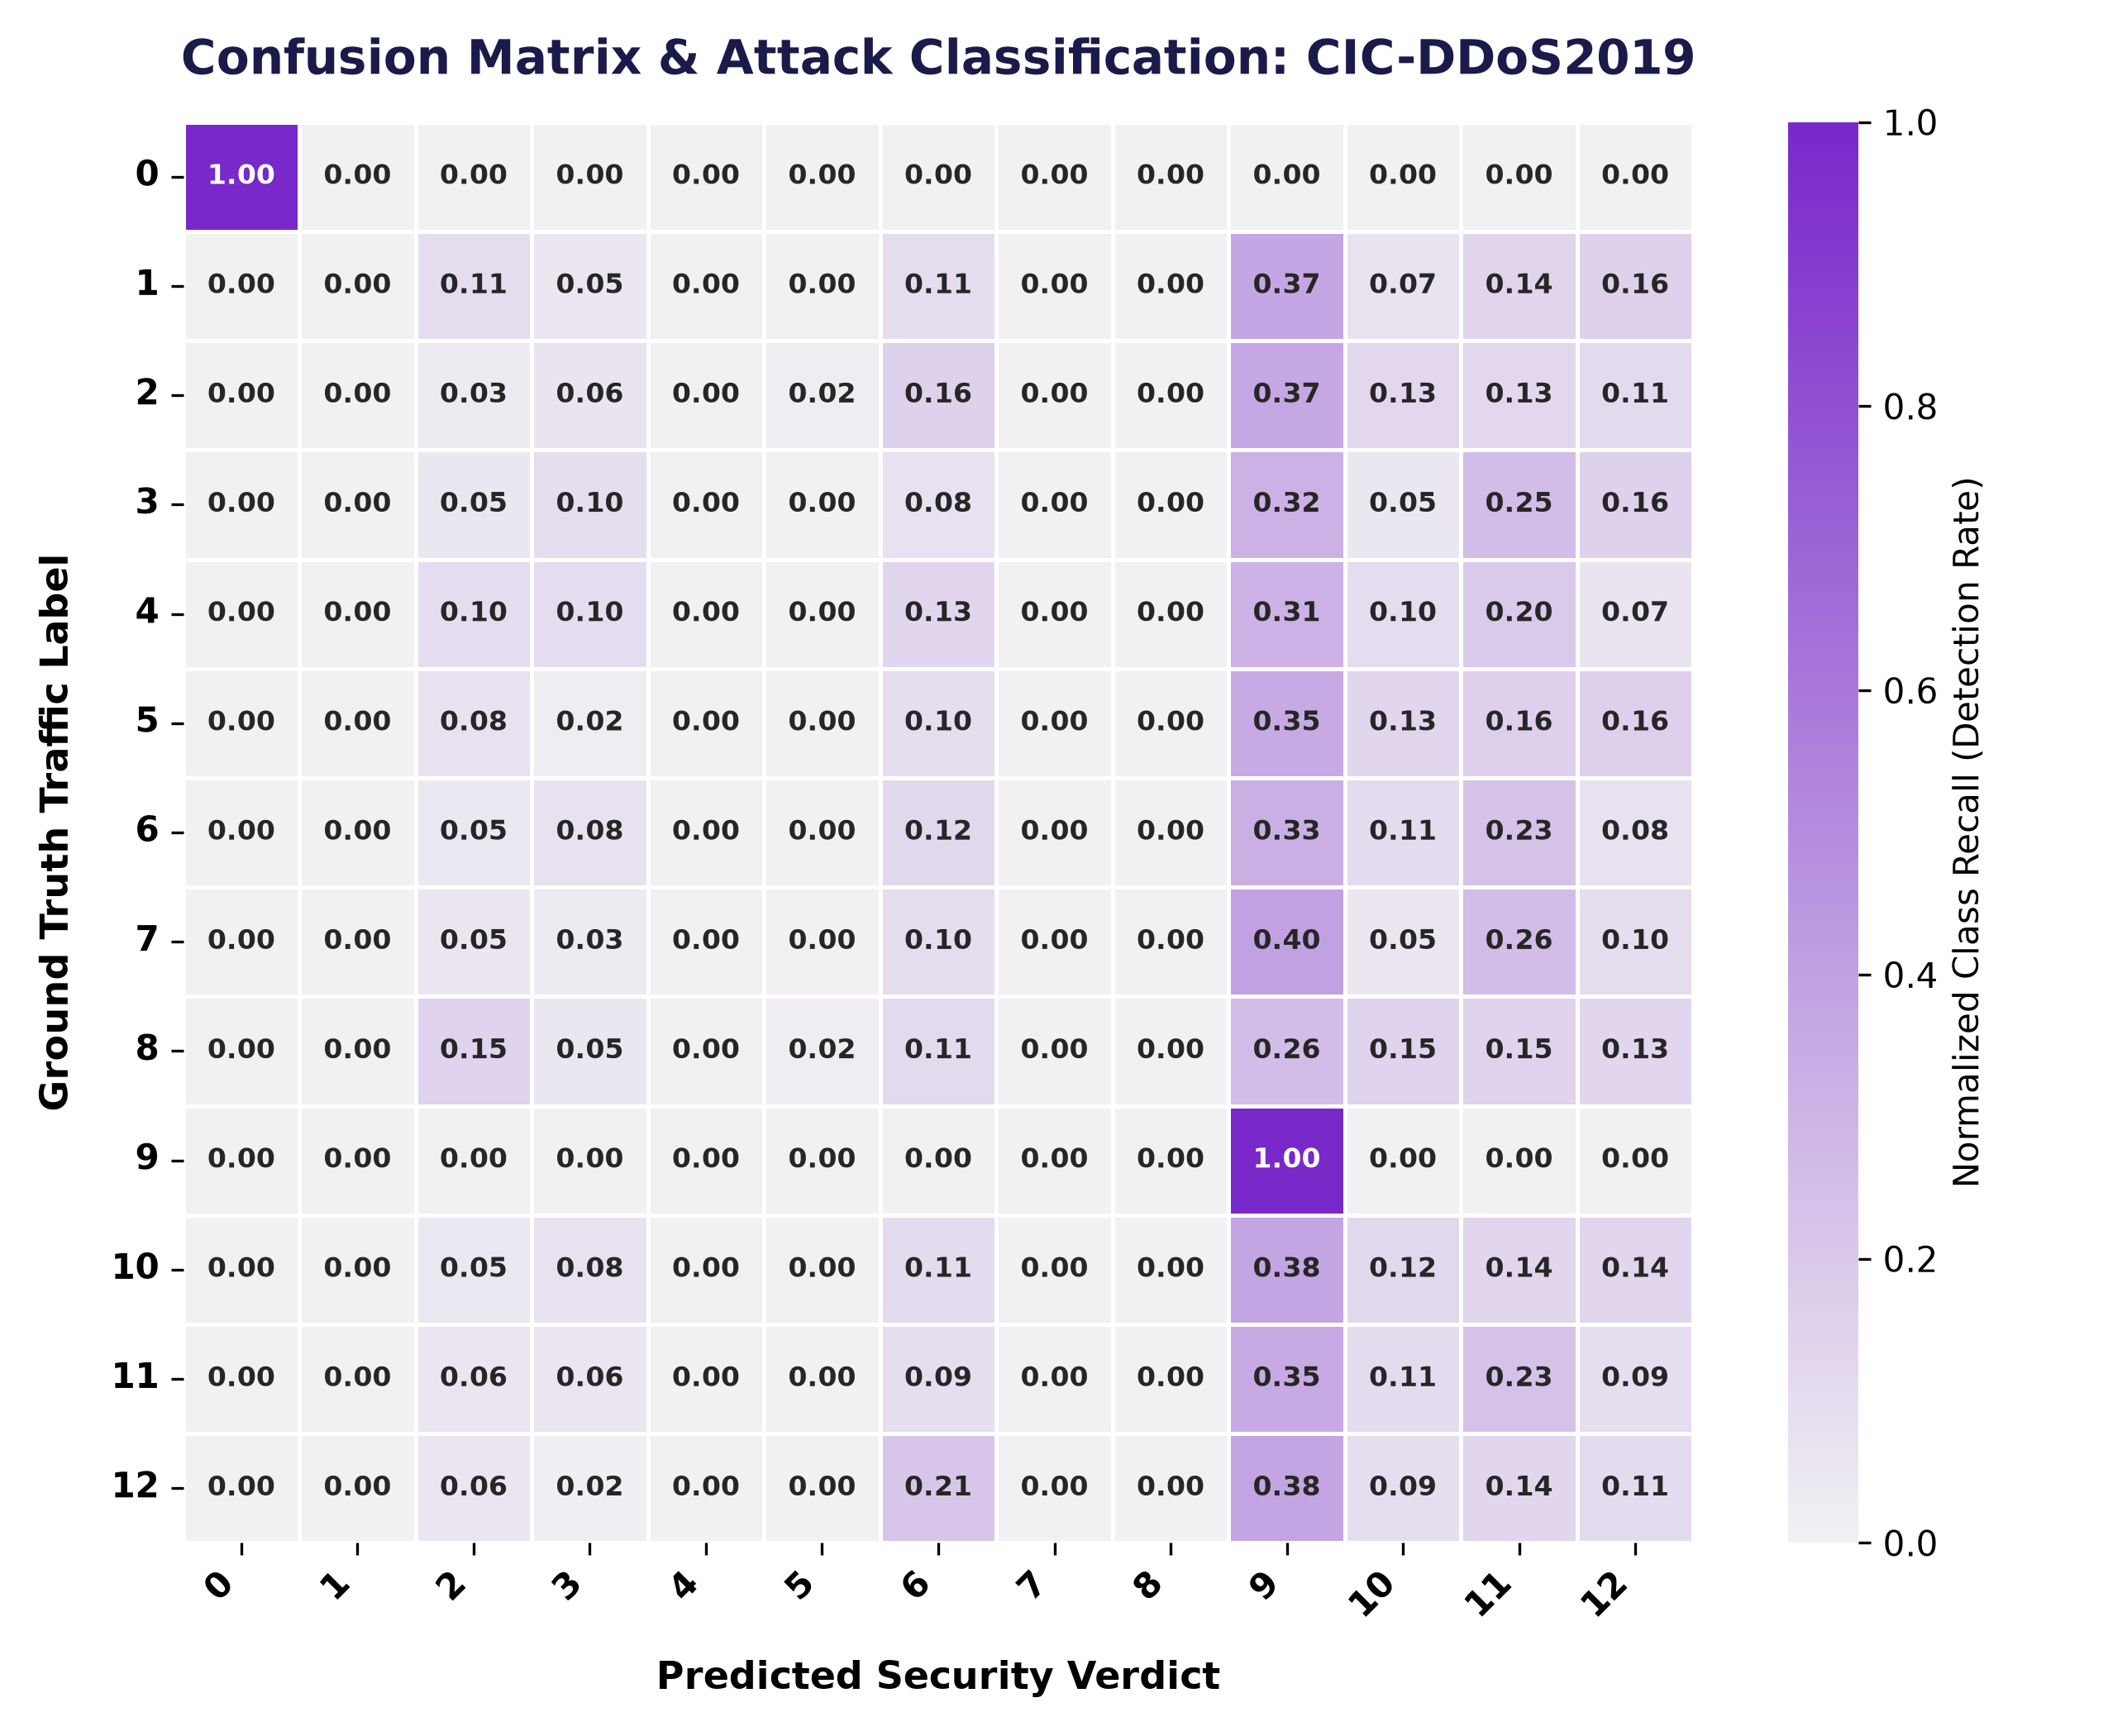 Confusion Matrix & Attack Classification: CIC-DDoS2019
0 1.00 0.00 0.00 0.00 0.00 0.00 0.00 0.00 0.00 0.00 0.00 0.00 0.00
1 0.00 0.00 0.11 0.05 0.00 0.00 0.11 0.00 0.00 0.37 0.07 0.14 0.16
2 0.00 0.00 0.03 0.06 0.00 0.02 0.16 0.00 0.00 0.37 0.13 0.13 0.11
3 0.00 0.00 0.05 0.10 0.00 0.00 0.08 0.00 0.00 0.32 0.05 0.25 0.16
4 0.00 0.00 0.10 0.10 0.00 0.00 0.13 0.00 0.00 0.31 0.10 0.20 0.07
5 0.00 0.00 0.08 0.02 0.00 0.00 0.10 0.00 0.00 0.35 0.13 0.16 0.16
6 0.00 0.00 0.05 0.08 0.00 0.00 0.12 0.00 0.00 0.33 0.11 0.23 0.08
7 0.00 0.00 0.05 0.03 0.00 0.00 0.10 0.00 0.00 0.40 0.05 0.26 0.10
8 0.00 0.00 0.15 0.05 0.00 0.02 0.11 0.00 0.00 0.26 0.15 0.15 0.13
9 0.00 0.00 0.00 0.00 0.00 0.00 0.00 0.00 0.00 1.00 0.00 0.00 0.00
10 0.00 0.00 0.05 0.08 0.00 0.00 0.11 0.00 0.00 0.38 0.12 0.14 0.14
11 0.00 0.00 0.06 0.06 0.00 0.00 0.09 0.00 0.00 0.35 0.11 0.23 0.09
12 0.00 0.00 0.06 0.02 0.00 0.00 0.21 0.00 0.00 0.38 0.09 0.14 0.11
0 1 2 3 4 5 6 7 8 9 10 11 12
Predicted Security Verdict
Ground Truth Traffic Label
1.0
0.8
0.6
0.4
0.2
0.0
Normalized Class Recall (Detection Rate)